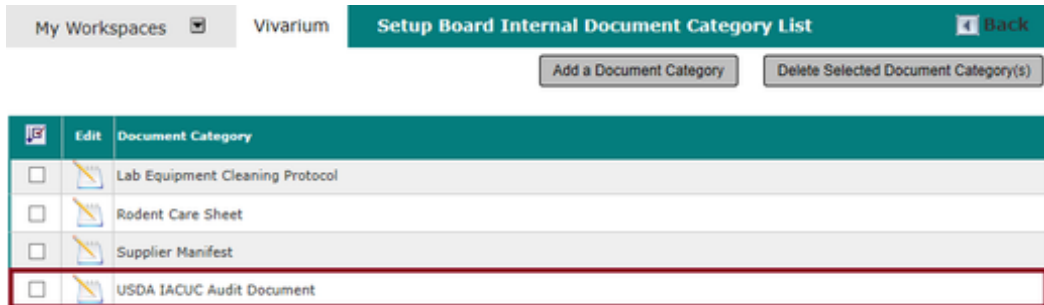 My Workspaces Vivarium Setup Board Internal Document Category List Back
Add a Document Category Delete Selected Document Category(s)
Edit Document Category
Lab Equipment Cleaning Protocol
Rodent Care Sheet
Supplier Manifest
USDA IACUC Audit Document